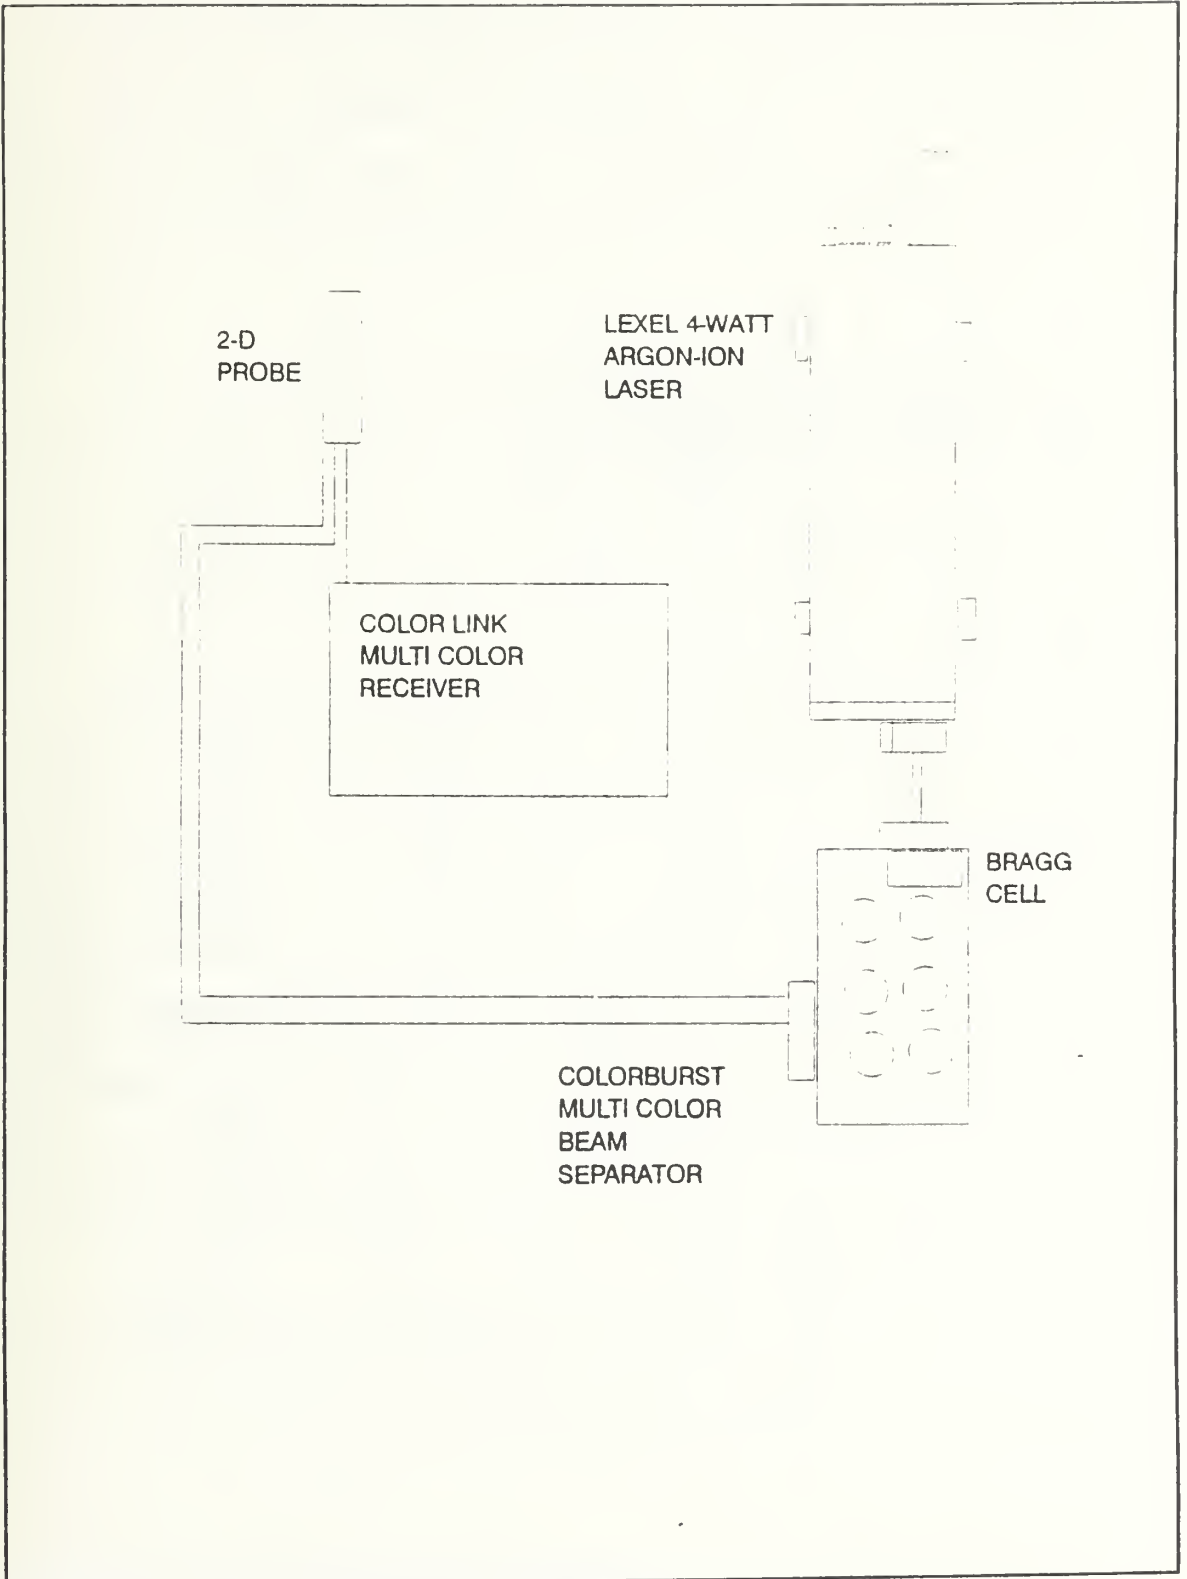 2-D
PROBE
LEXEL 4-WATT
ARGON-ION
LASER
COLOR LINK
MULTI COLOR
RECEIVER
BRAGG
CELL
COLORBURST
MULTI COLOR
BEAM
SEPARATOR